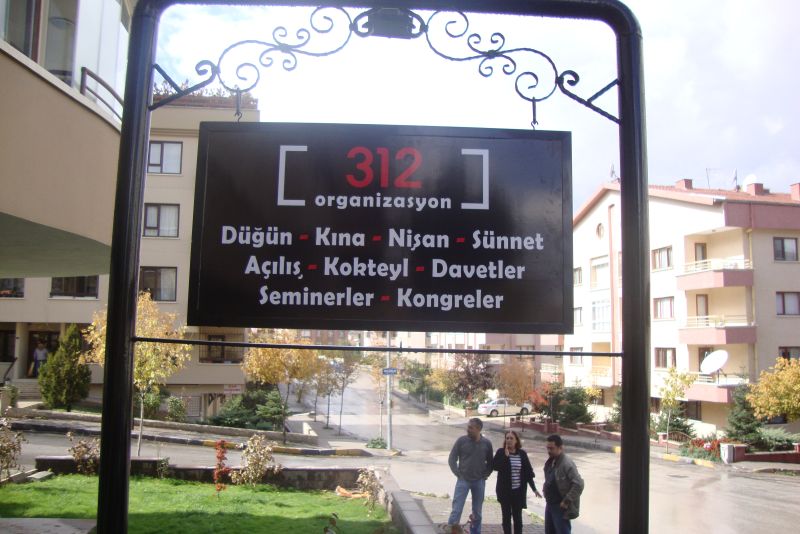 312
organizasyon
Düğün - Kına - Nişan - Sünnet
Açılış - Kokteyl - Davetler
Seminerler - Kongreler